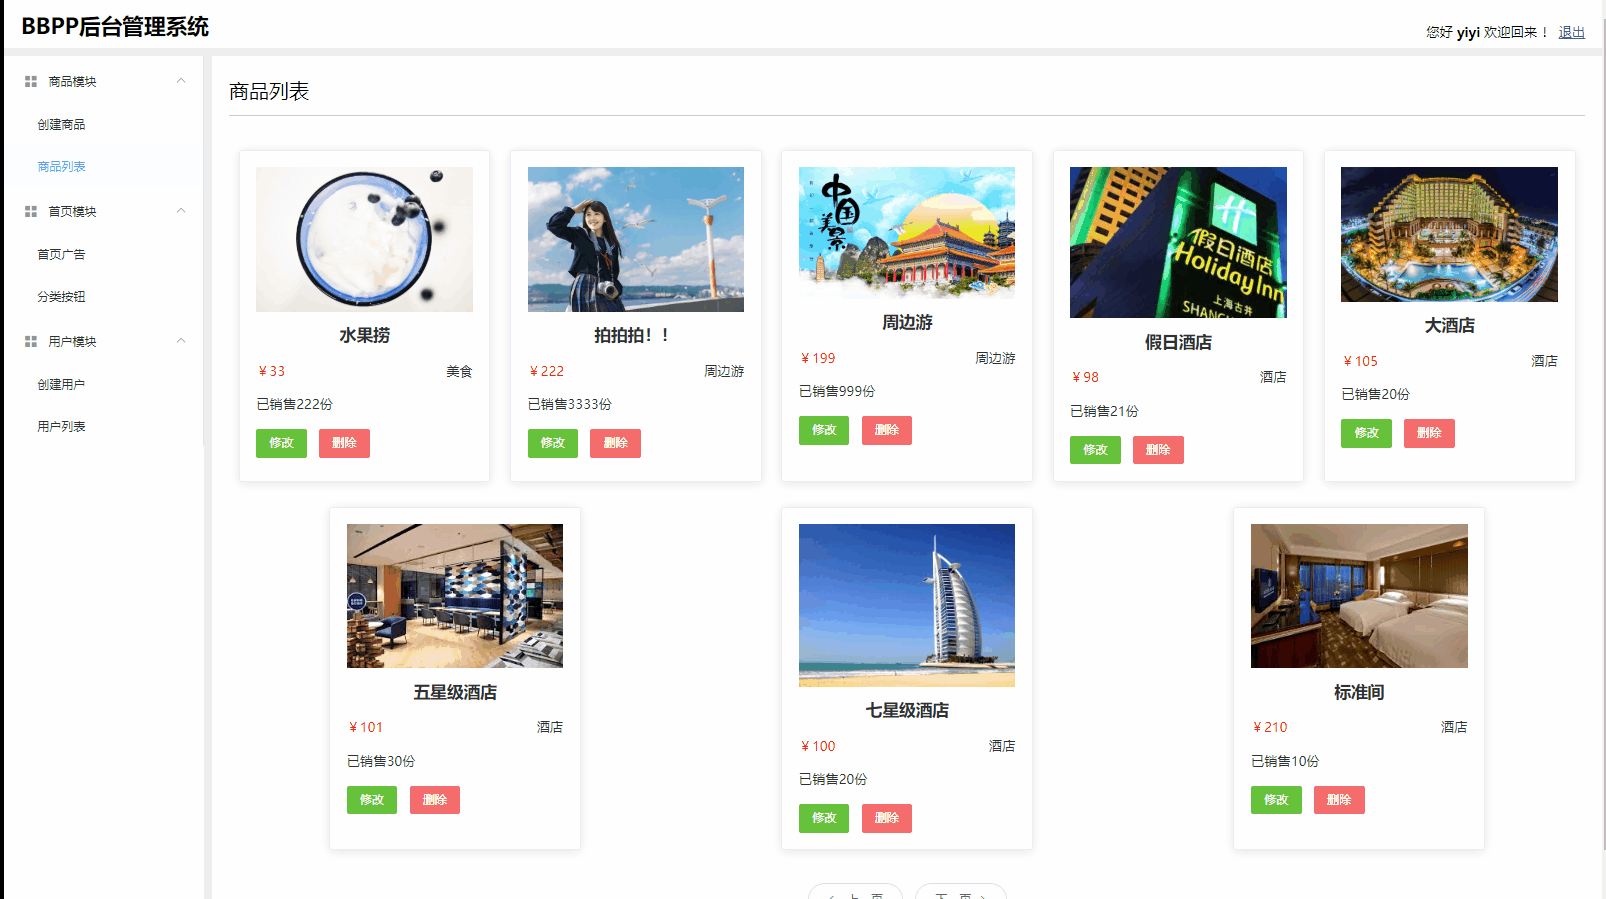 BBPP后台管理系统
您好 yiyi 欢迎回来 ! 退出
商品模块
创建商品
商品列表
首页模块
首页广告
分类按钮
用户模块
创建用户
用户列表
商品列表
水果捞
¥33 美食
已销售222份
修改 删除
拍拍拍！！
¥222 周边游
已销售3333份
修改 删除
中国
美景
周边游
¥199 周边游
已销售999份
修改 删除
假日酒店
Holiday Inn
上海古井
假日酒店
¥98 酒店
已销售21份
修改 删除
大酒店
¥105 酒店
已销售20份
修改 删除
五星级酒店
¥101 酒店
已销售30份
修改 删除
七星级酒店
¥100 酒店
已销售20份
修改 删除
标准间
¥210 酒店
已销售10份
修改 删除
上一页 下一页